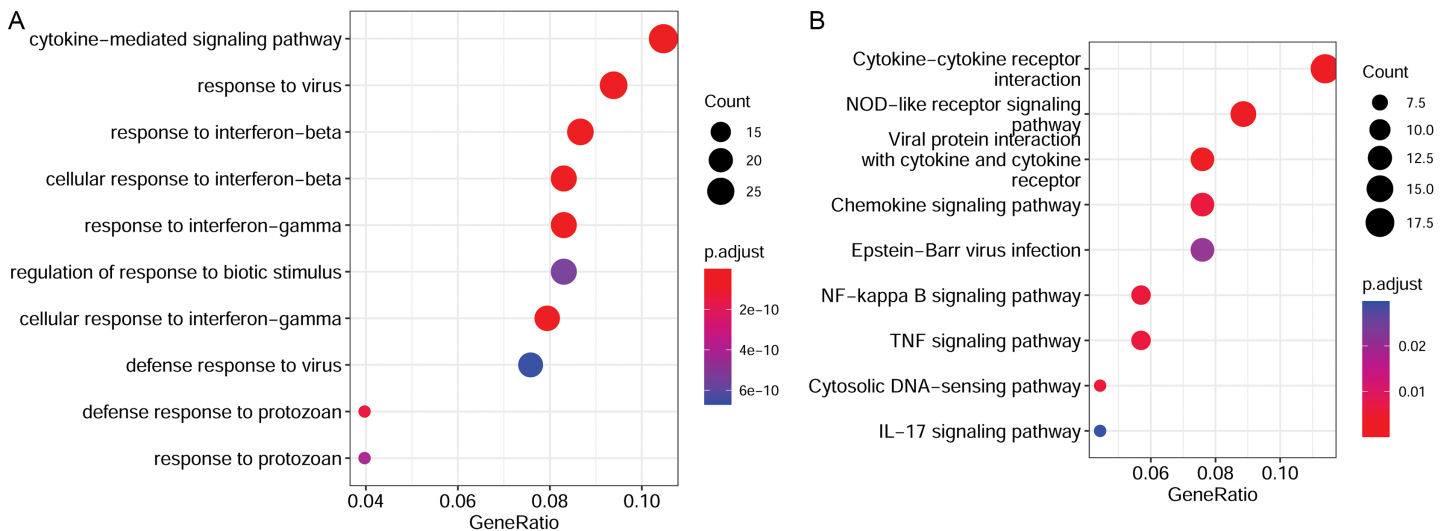 A
cytokine−mediated signaling pathway
response to virus
response to interferon−beta
cellular response to interferon−beta
response to interferon−gamma
regulation of response to biotic stimulus
cellular response to interferon−gamma
defense response to virus
defense response to protozoan
response to protozoan
0.04
0.06
0.08
0.10
GeneRatio
Count
15
20
25
p.adjust
2e−10
4e−10
6e−10
B
Cytokine−cytokine receptor
interaction
NOD−like receptor signaling
pathway
Viral protein interaction
with cytokine and cytokine
receptor
Chemokine signaling pathway
Epstein−Barr virus infection
NF−kappa B signaling pathway
TNF signaling pathway
Cytosolic DNA−sensing pathway
IL−17 signaling pathway
0.06
0.08
0.10
GeneRatio
Count
7.5
10.0
12.5
15.0
17.5
p.adjust
0.02
0.01